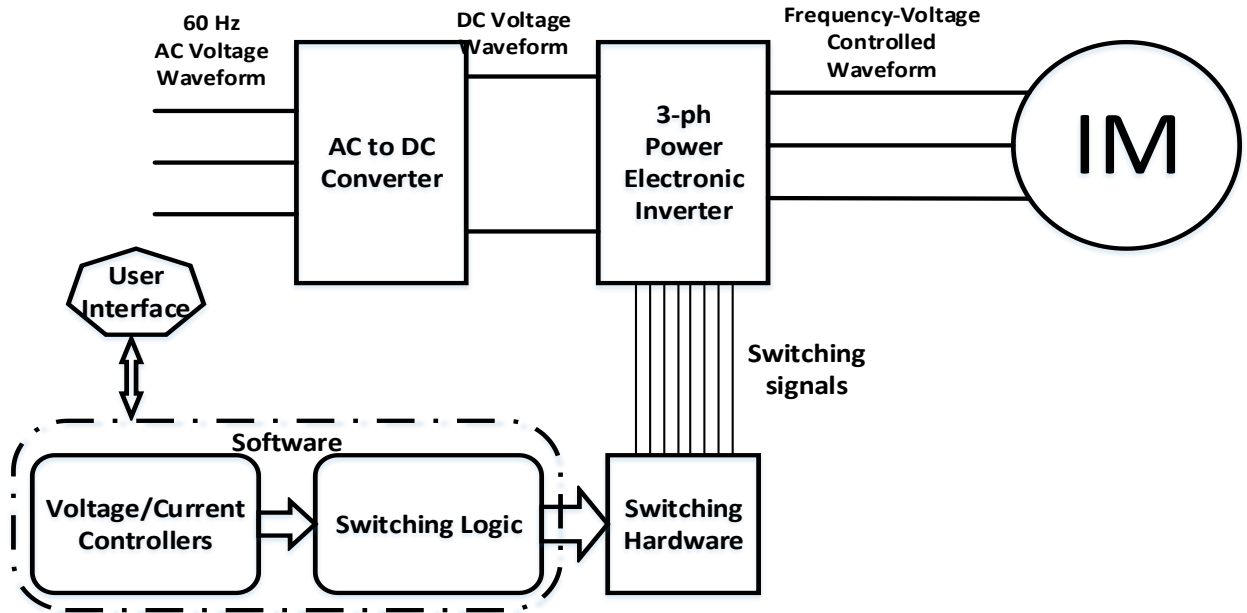 60 Hz
AC Voltage
Waveform
DC Voltage
Waveform
Frequency-Voltage
Controlled
Waveform
AC to DC
Converter
3-ph
Power
Electronic
Inverter
IM
User
Interface
Switching
signals
Software
Voltage/Current
Controllers
Switching Logic
Switching
Hardware